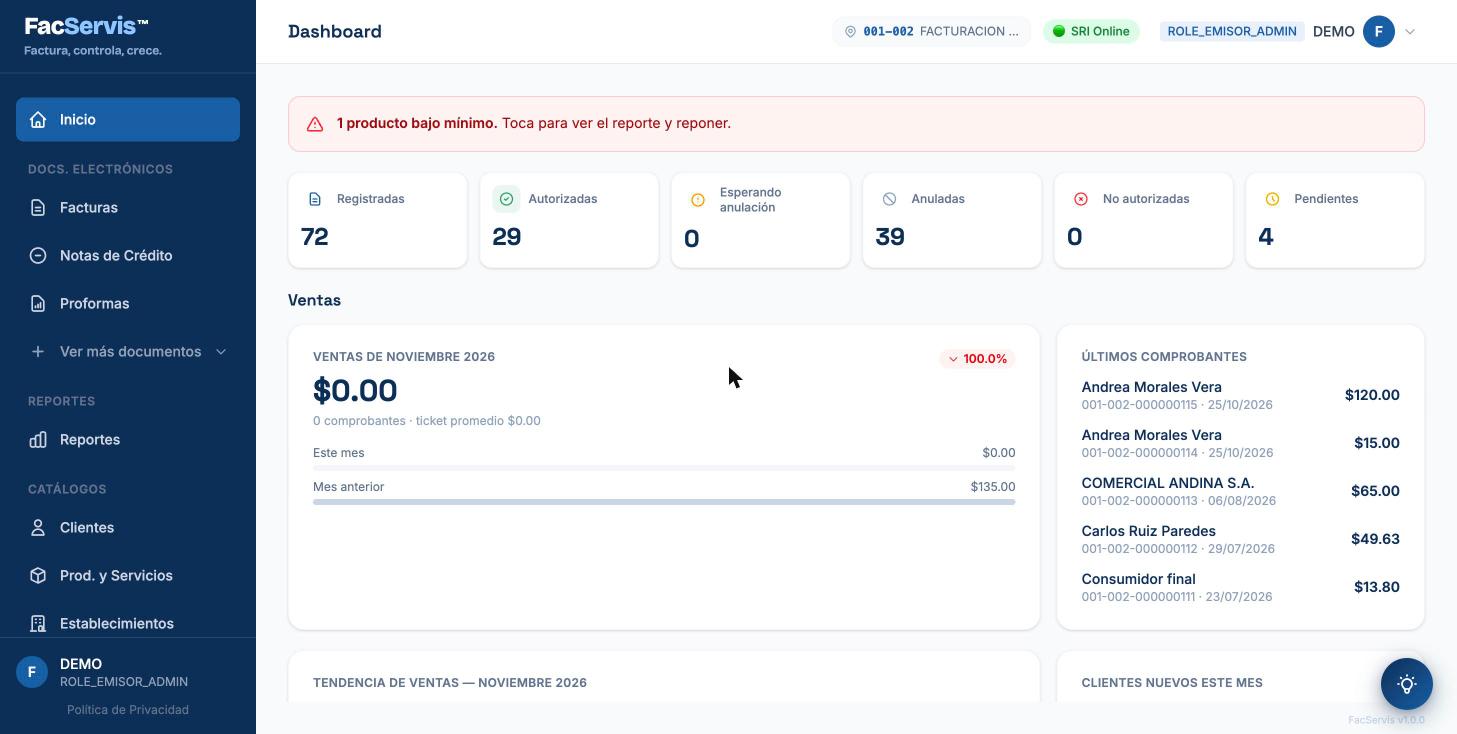 FacServis™
Factura, controla, crece.
Inicio
DOCS. ELECTRÓNICOS
Facturas
Notas de Crédito
Proformas
Ver más documentos
REPORTES
Reportes
CATÁLOGOS
Clientes
Prod. y Servicios
Establecimientos
F
DEMO
ROLE_EMISOR_ADMIN
Política de Privacidad
Dashboard
001-002 FACTURACION ...
SRI Online
ROLE_EMISOR_ADMIN
DEMO
F
1 producto bajo mínimo. Toca para ver el reporte y reponer.
Registradas
72
Autorizadas
29
Esperando
anulación
0
Anuladas
39
No autorizadas
0
Pendientes
4
Ventas
VENTAS DE NOVIEMBRE 2026
100.0%
$0.00
0 comprobantes · ticket promedio $0.00
Este mes
$0.00
Mes anterior
$135.00
ÚLTIMOS COMPROBANTES
Andrea Morales Vera
001-002-000000115 · 25/10/2026
$120.00
Andrea Morales Vera
001-002-000000114 · 25/10/2026
$15.00
COMERCIAL ANDINA S.A.
001-002-000000113 · 06/08/2026
$65.00
Carlos Ruiz Paredes
001-002-000000112 · 29/07/2026
$49.63
Consumidor final
001-002-000000111 · 23/07/2026
$13.80
TENDENCIA DE VENTAS — NOVIEMBRE 2026
CLIENTES NUEVOS ESTE MES
FacServis v1.0.0